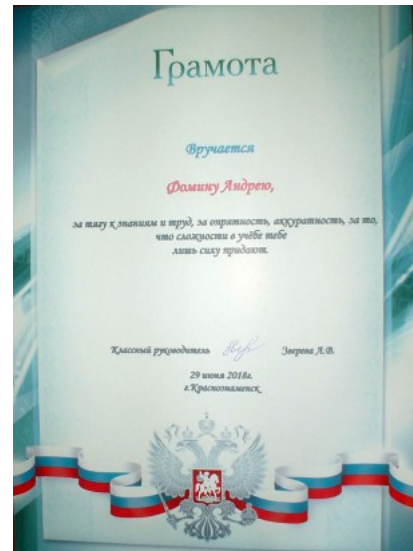 Грамота
Вручается
Фомину Андрею,
за тягу к знаниям и труд, за опрятность, аккуратность, за то,
что сложности в учёбе тебе
лишь силу придают.
Классный руководитель Зверева Л.В.
29 июня 2018г.
г.Краснознаменск